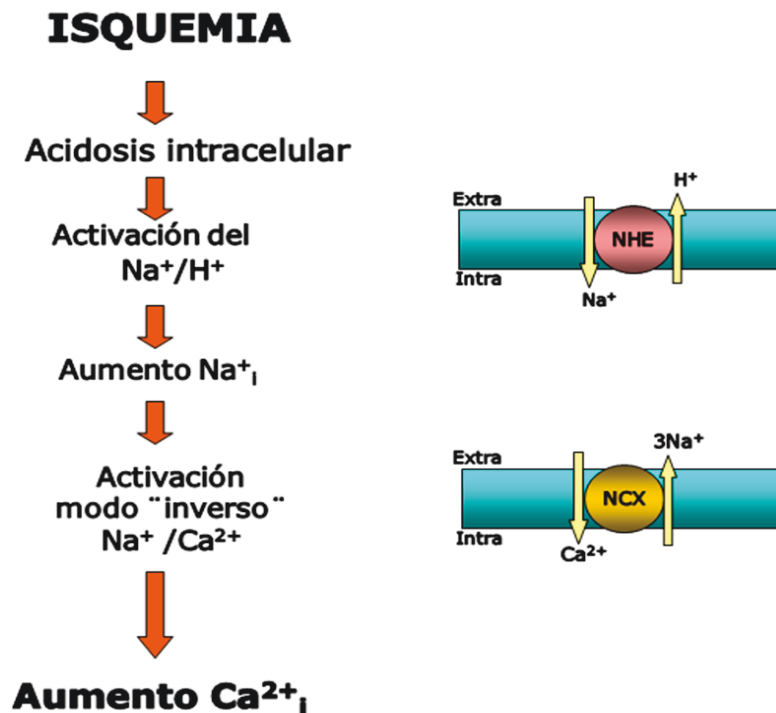 ISQUEMIA
Acidosis intracelular
Activación del
Na⁺/H⁺
Aumento Na⁺ᵢ
Activación
modo ¨inverso¨
Na⁺ /Ca²⁺
Aumento Ca²⁺ᵢ
H⁺
Extra
NHE
Intra
Na⁺
3Na⁺
Extra
NCX
Intra
Ca²⁺